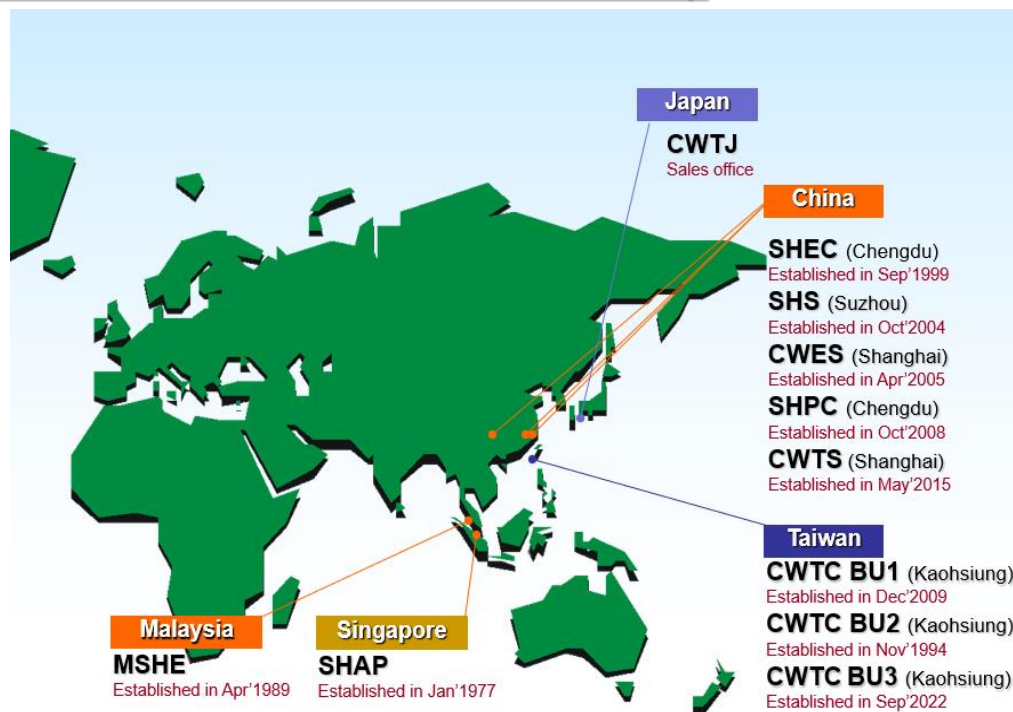 Japan
CWTJ
Sales office
China
SHEC (Chengdu)
Established in Sep'1999
SHS (Suzhou)
Established in Oct'2004
CWES (Shanghai)
Established in Apr'2005
SHPC (Chengdu)
Established in Oct'2008
CWTS (Shanghai)
Established in May'2015
Taiwan
CWTC BU1 (Kaohsiung)
Established in Dec'2009
CWTC BU2 (Kaohsiung)
Established in Nov'1994
CWTC BU3 (Kaohsiung)
Established in Sep'2022
Malaysia
MSHE
Established in Apr'1989
Singapore
SHAP
Established in Jan'1977